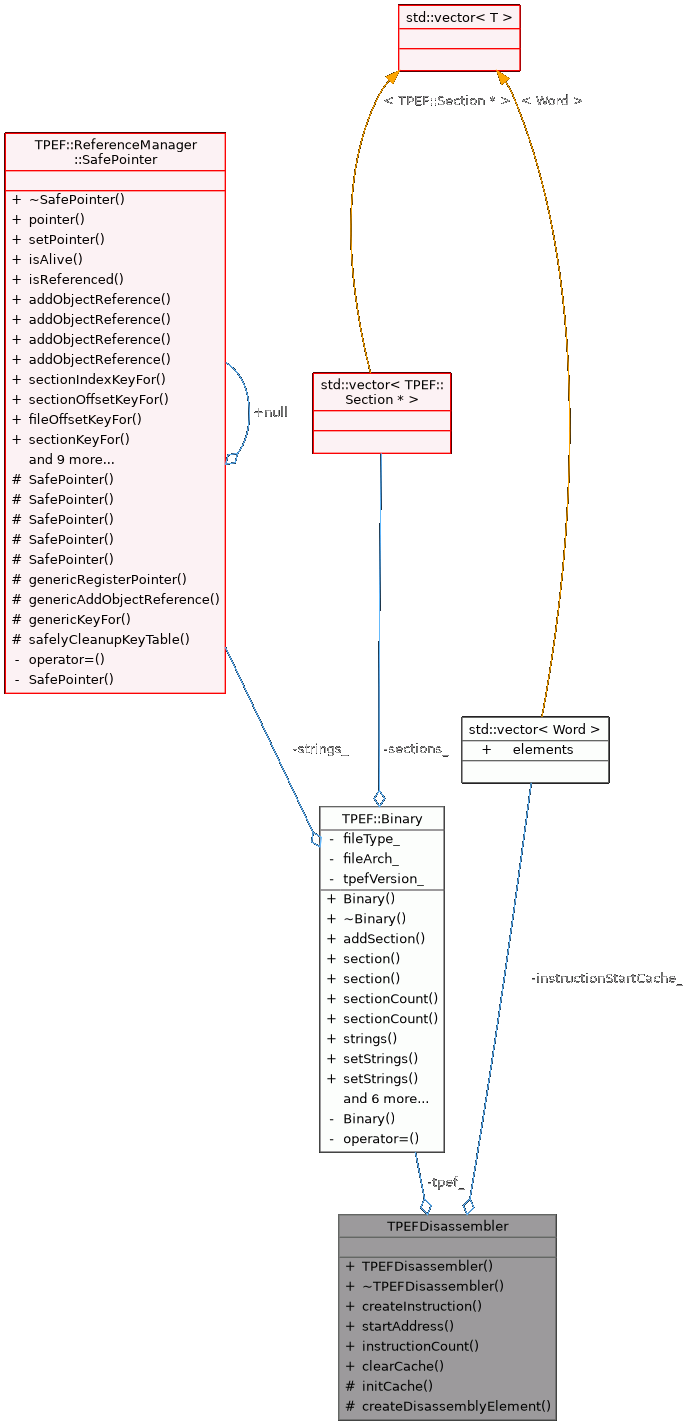 std::vector< T >
< TPEF::Section * >
< Word >
TPEF::ReferenceManager
::SafePointer
+ ~SafePointer()
+ pointer()
+ setPointer()
+ isAlive()
+ isReferenced()
+ addObjectReference()
+ addObjectReference()
+ addObjectReference()
+ addObjectReference()
+ sectionIndexKeyFor()
+ sectionOffsetKeyFor()
+ fileOffsetKeyFor()
+ sectionKeyFor()
and 9 more...
# SafePointer()
# SafePointer()
# SafePointer()
# SafePointer()
# SafePointer()
# genericRegisterPointer()
# genericAddObjectReference()
# genericKeyFor()
# safelyCleanupKeyTable()
- operator=()
- SafePointer()
+null
std::vector< TPEF::
Section * >
-strings_
-sections_
std::vector< Word >
+ elements
TPEF::Binary
- fileType_
- fileArch_
- tpefVersion_
+ Binary()
+ ~Binary()
+ addSection()
+ section()
+ section()
+ sectionCount()
+ sectionCount()
+ strings()
+ setStrings()
+ setStrings()
and 6 more...
- Binary()
- operator=()
-instructionStartCache_
-tpef_
TPEFDisassembler
+ TPEFDisassembler()
+ ~TPEFDisassembler()
+ createInstruction()
+ startAddress()
+ instructionCount()
+ clearCache()
# initCache()
# createDisassemblyElement()